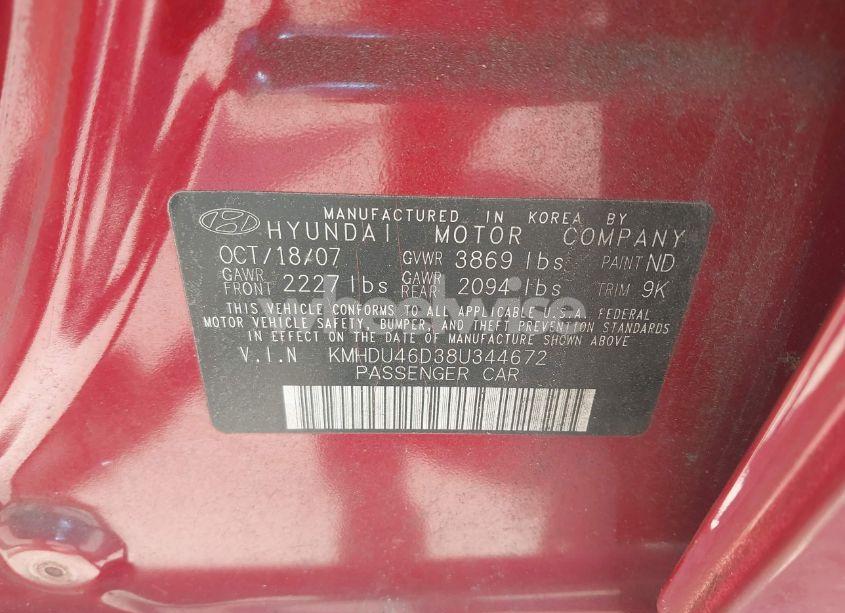 MANUFACTURED IN KOREA BY
HYUNDAI MOTOR COMPANY
OCT/18/07 GVWR 3869 lbs PAINT ND
GAWR FRONT 2227 lbs GAWR REAR 2094 lbs TRIM 9K
THIS VEHICLE CONFORMS TO ALL APPLICABLE U.S.A. FEDERAL
MOTOR VEHICLE SAFETY, BUMPER, AND THEFT PREVENTION STANDARDS
IN EFFECT ON THE DATE OF MANUFACTURE SHOWN ABOVE.
V.I.N KMHDU46D38U344672
PASSENGER CAR
wheelwise